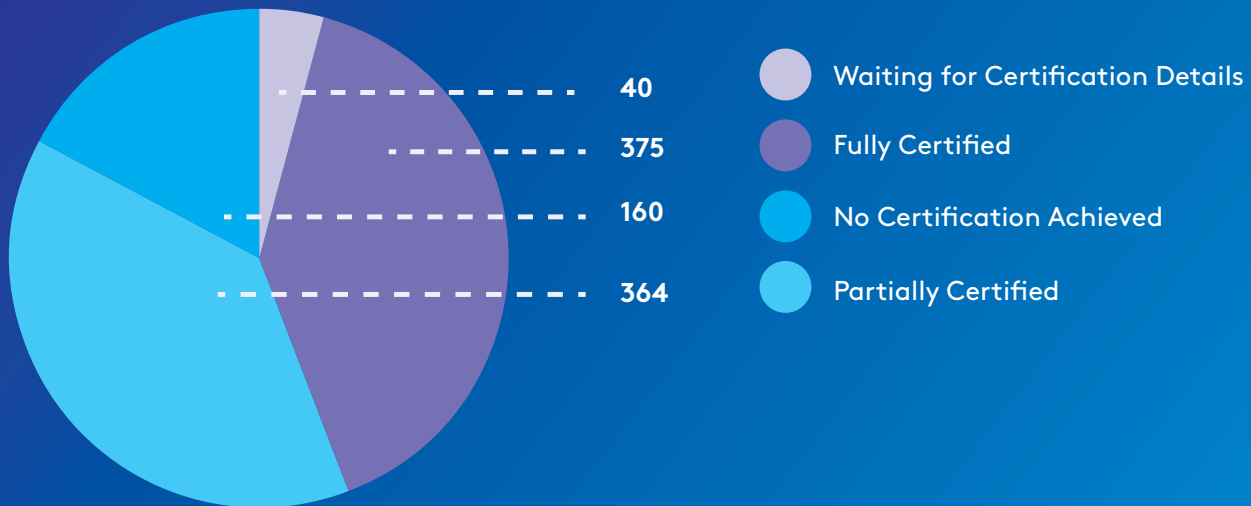 40
375
160
364
Waiting for Certification Details
Fully Certified
No Certification Achieved
Partially Certified